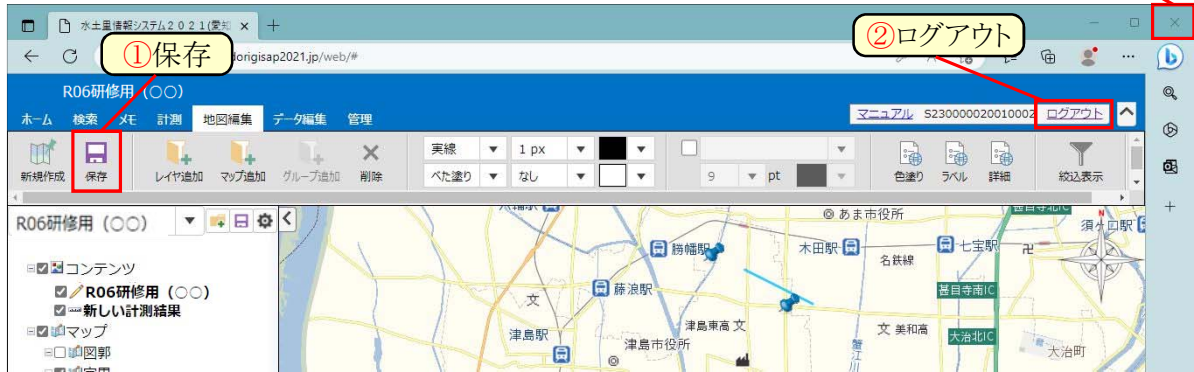 水土里情報システム２０２１(愛知
①保存
②ログアウト
dorigisap2021.jp/web/#
R06研修用（○○）
ホーム 検索 メモ 計測 地図編集 データ編集 管理
マニュアル S230000020010002 ログアウト
実線 1 px
べた塗り なし 9 pt
新規作成 保存 レイヤ追加 マップ追加 グループ追加 削除 色塗り ラベル 詳細 絞込表示
R06研修用（○○）
コンテンツ
R06研修用（○○）
新しい計測結果
マップ
図郭
あま市役所
須ケ口駅
勝幡駅
木田駅
七宝駅
名鉄線
藤浪駅
甚目寺南IC
文
津島駅
津島東高 文
文 美和高
大治北IC
津島市役所
蟹江
大治町
N